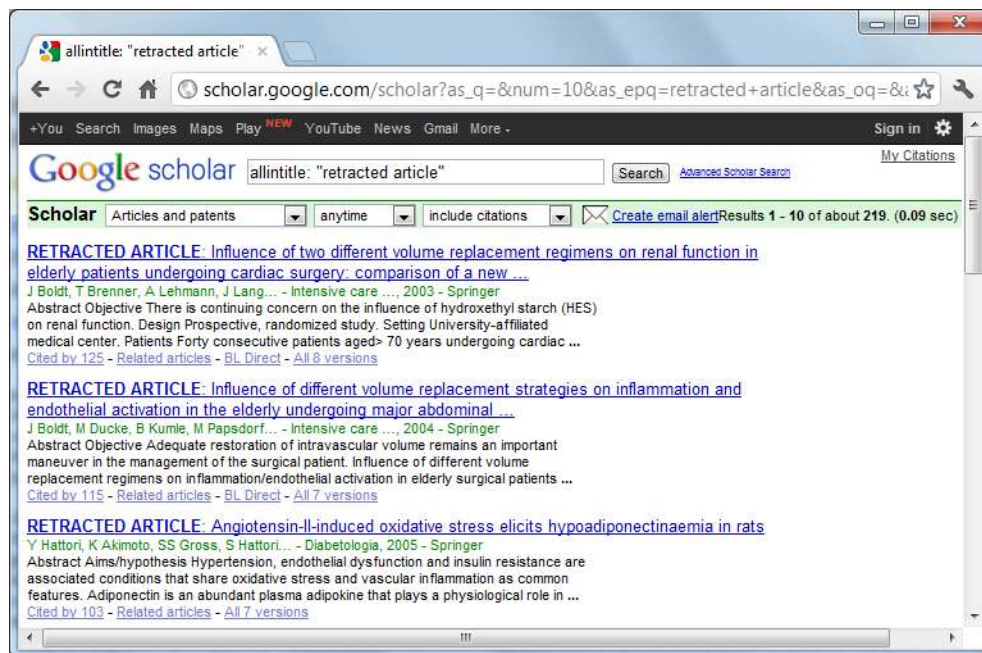 allintitle: "retracted article"
scholar.google.com/scholar?as_q=&num=10&as_epq=retracted+article&as_oq=&
+You Search Images Maps Play NEW YouTube News Gmail More Sign in
My Citations
Google scholar allintitle: "retracted article" Search Advanced Scholar Search
Scholar Articles and patents anytime include citations Create email alert Results 1 - 10 of about 219. (0.09 sec)
RETRACTED ARTICLE: Influence of two different volume replacement regimens on renal function in
elderly patients undergoing cardiac surgery: comparison of a new ...
J Boldt, T Brenner, A Lehmann, J Lang... - Intensive care ..., 2003 - Springer
Abstract Objective There is continuing concern on the influence of hydroxyethyl starch (HES)
on renal function. Design Prospective, randomized study. Setting University-affiliated
medical center. Patients Forty consecutive patients aged> 70 years undergoing cardiac ...
Cited by 125 - Related articles - BL Direct - All 8 versions
RETRACTED ARTICLE: Influence of different volume replacement strategies on inflammation and
endothelial activation in the elderly undergoing major abdominal ...
J Boldt, M Ducke, B Kumle, M Papsdorf... - Intensive care ..., 2004 - Springer
Abstract Objective Adequate restoration of intravascular volume remains an important
maneuver in the management of the surgical patient. Influence of different volume
replacement regimens on inflammation/endothelial activation in elderly surgical patients ...
Cited by 115 - Related articles - BL Direct - All 7 versions
RETRACTED ARTICLE: Angiotensin-II-induced oxidative stress elicits hypoadiponectinaemia in rats
Y Hattori, K Akimoto, SS Gross, S Hattori... - Diabetologia, 2005 - Springer
Abstract Aims/hypothesis Hypertension, endothelial dysfunction and insulin resistance are
associated conditions that share oxidative stress and vascular inflammation as common
features. Adiponectin is an abundant plasma adipokine that plays a physiological role in ...
Cited by 103 - Related articles - All 7 versions